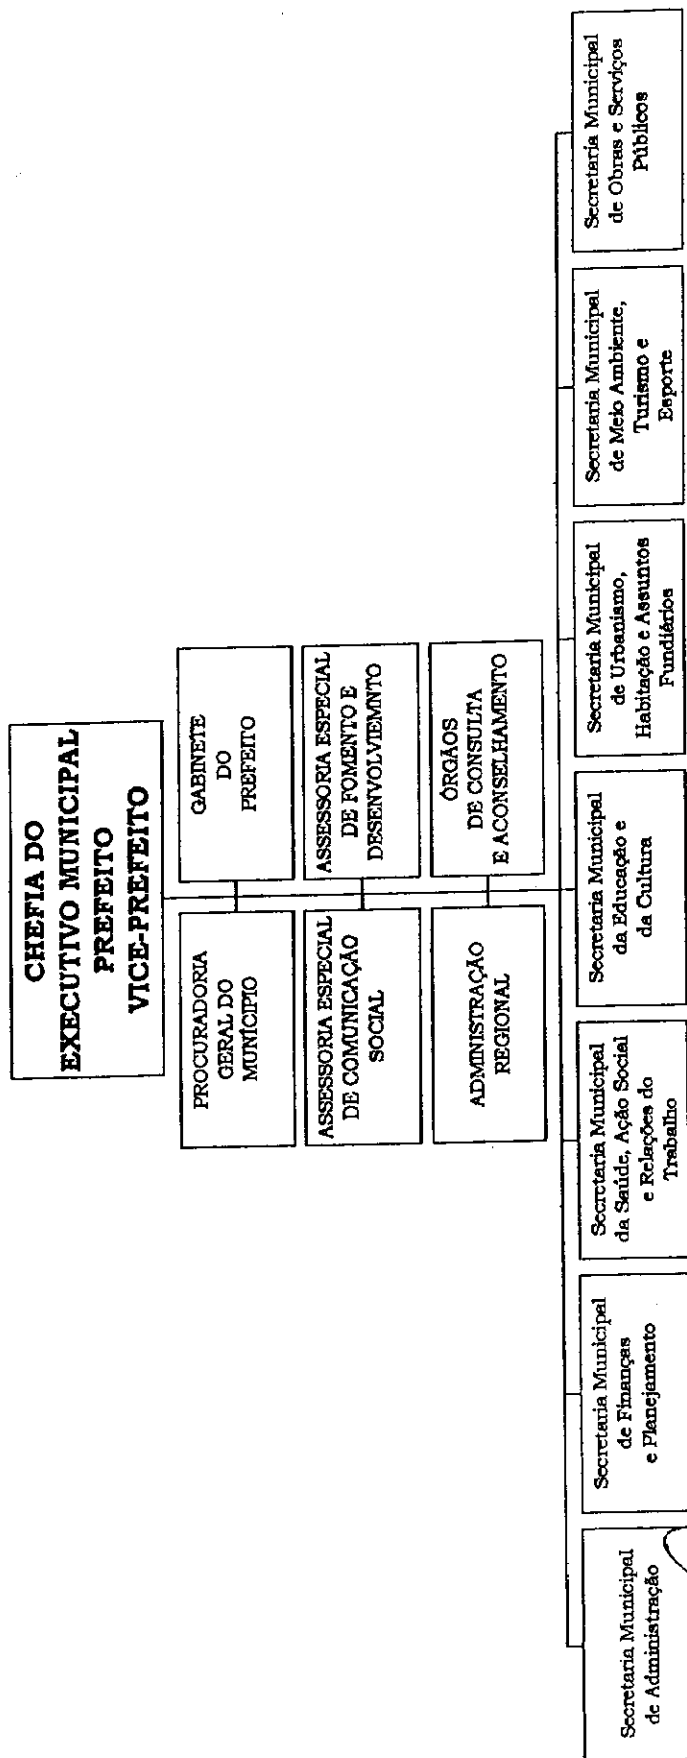 CHEFIA DO
EXECUTIVO MUNICIPAL
PREFEITO
VICE-PREFEITO
PROCURADORIA
GERAL DO
MUNÍCIPIO
GABINETE
DO
PREFEITO
ASSESSORIA ESPECIAL
DE COMUNICAÇÃO
SOCIAL
ASSESSORIA ESPECIAL
DE FOMENTO E
DESENVOLVIEMNTO
ADMINISTRAÇÃO
REGIONAL
ÓRGÃOS
DE CONSULTA
E ACONSELHAMENTO
Secretaria Municipal
de Administração
Secretaria Municipal
de Finanças
e Planejamento
Secretaria Municipal
da Saúde, Ação Social
e Relações do
Trabalho
Secretaria Municipal
da Educação e
da Cultura
Secretaria Municipal
de Urbanismo,
Habitação e Assuntos
Fundiários
Secretaria Municipal
de Meio Ambiente,
Turismo e
Esporte
Secretaria Municipal
de Obras e Serviços
Públicos